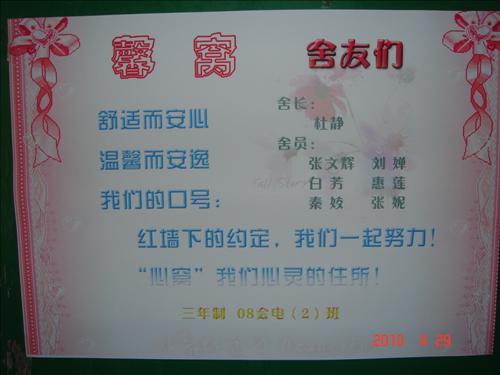 馨窝 舍友们
舒适而安心
温馨而安逸
我们的口号：
舍长：
杜静
舍员：
张文辉 刘婵
白芳 惠莲
秦姣 张妮
红墙下的约定，我们一起努力！
“心窝”我们心灵的住所！
三年制 08会电（2）班
2010 4 29